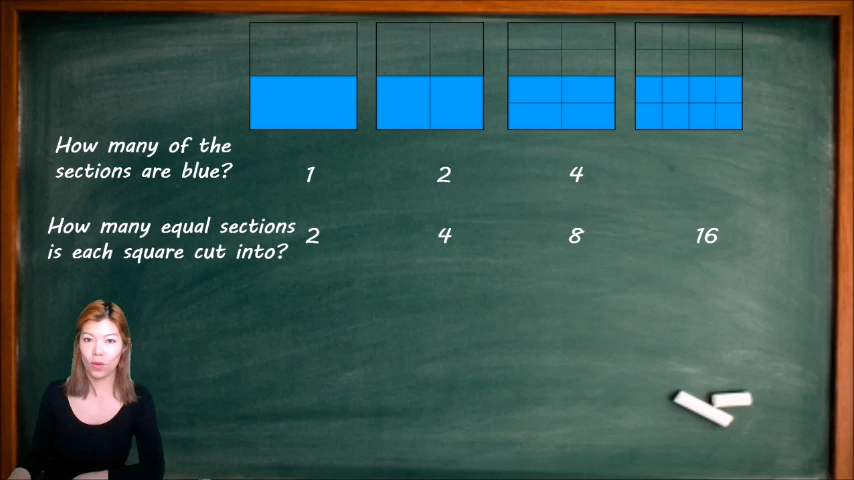 How many of the
sections are blue? 1 2 4
How many equal sections
is each square cut into? 2 4 8 16